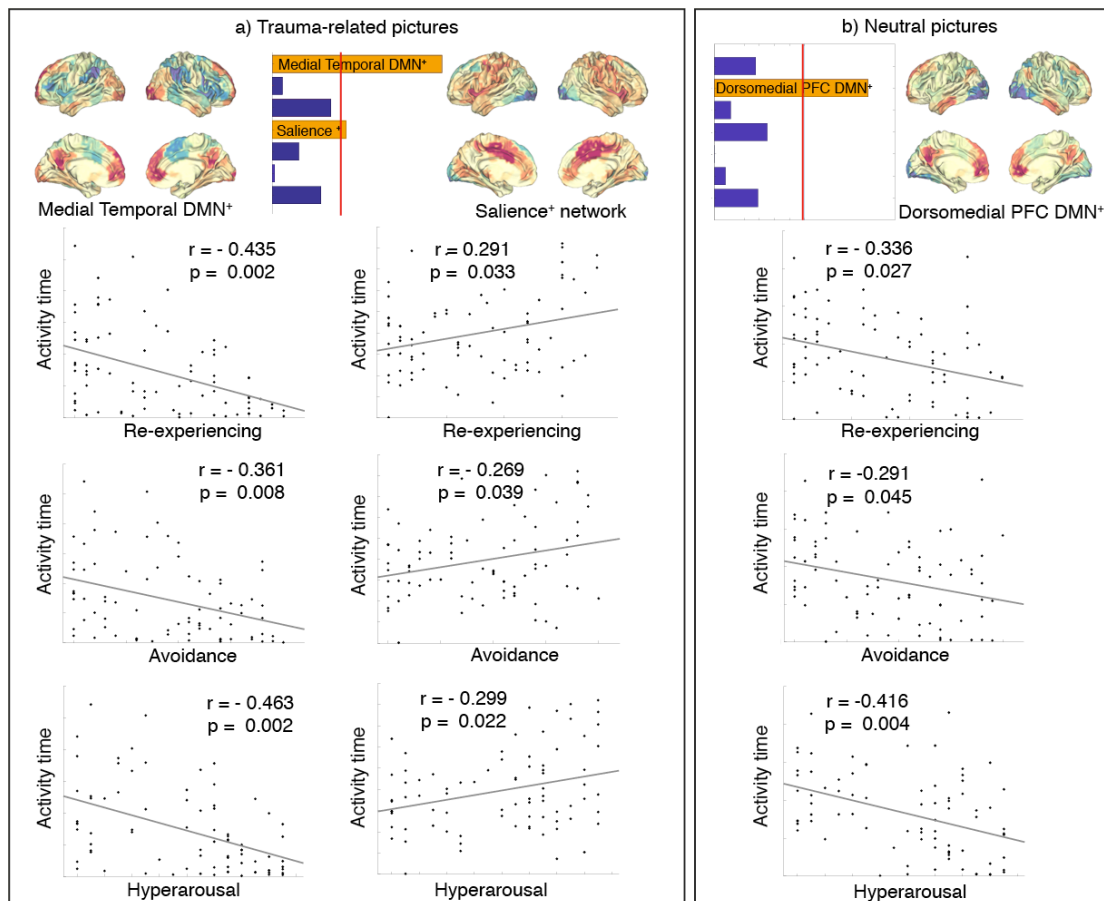 a) Trauma-related pictures
Medial Temporal DMN⁺
Salience ⁺
Medial Temporal DMN⁺
Salience⁺ network
r = - 0.435
p = 0.002
Activity time
Re-experiencing
r = 0.291
p = 0.033
Activity time
Re-experiencing
r = - 0.361
p = 0.008
Activity time
Avoidance
r = - 0.269
p = 0.039
Activity time
Avoidance
r = - 0.463
p = 0.002
Activity time
Hyperarousal
r = - 0.299
p = 0.022
Activity time
Hyperarousal
b) Neutral pictures
Dorsomedial PFC DMN⁺
Dorsomedial PFC DMN⁺
r = - 0.336
p = 0.027
Activity time
Re-experiencing
r = -0.291
p = 0.045
Activity time
Avoidance
r = -0.416
p = 0.004
Activity time
Hyperarousal